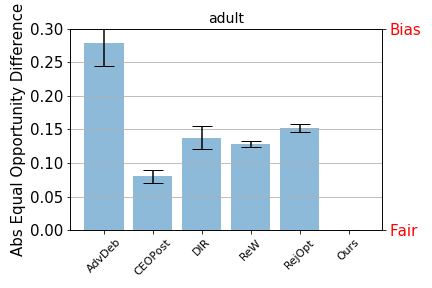 adult
Abs Equal Opportunity Difference
0.30
0.25
0.20
0.15
0.10
0.05
0.00
Bias
Fair
AdvDeb
CEOPost
DIR
ReW
RejOpt
Ours